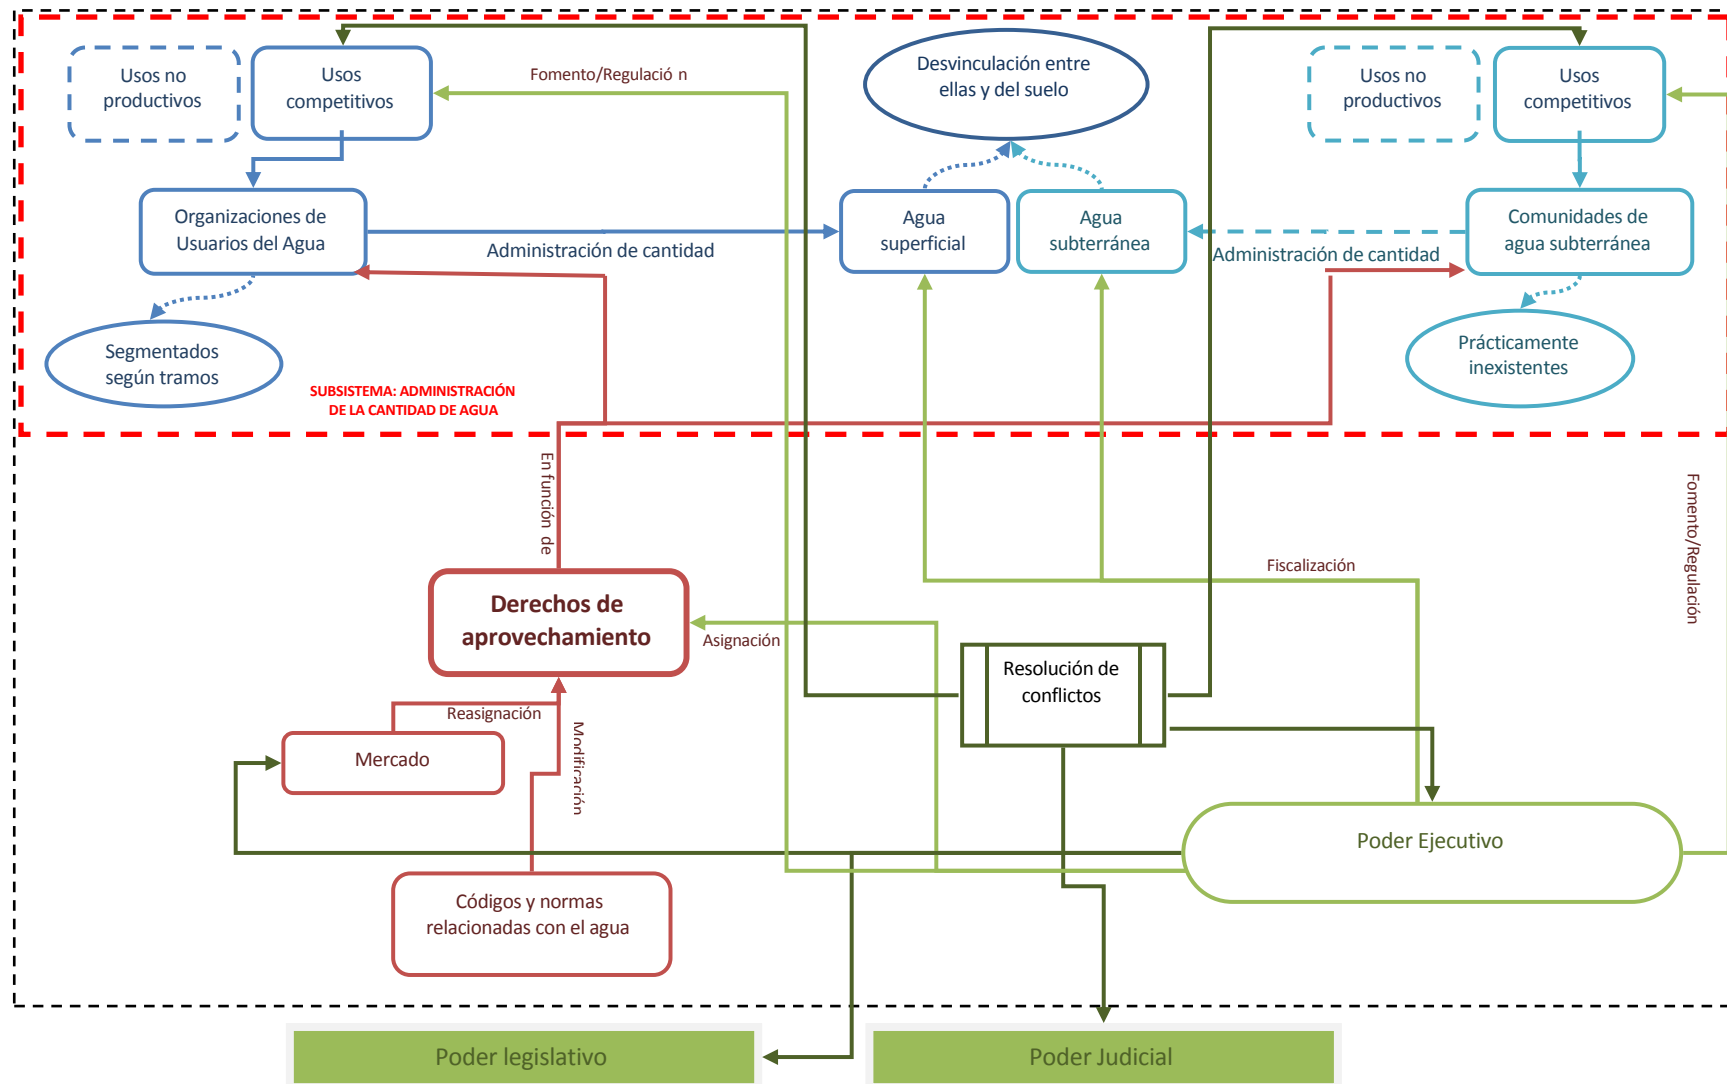 Usos no
productivos
Usos
competitivos
Fomento/Regulació n
Desvinculación entre
ellas y del suelo
Usos no
productivos
Usos
competitivos
Organizaciones de
Usuarios del Agua
Administración de cantidad
Agua
superficial
Agua
subterránea
Administración de cantidad
Comunidades de
agua subterránea
Segmentados
según tramos
Prácticamente
inexistentes
SUBSISTEMA: ADMINISTRACIÓN
DE LA CANTIDAD DE AGUA
En función de
Fomento/Regulación
Fiscalización
Derechos de
aprovechamiento
Asignación
Resolución de
conflictos
Reasignación
Modificación
Mercado
Poder Ejecutivo
Códigos y normas
relacionadas con el agua
Poder legislativo
Poder Judicial